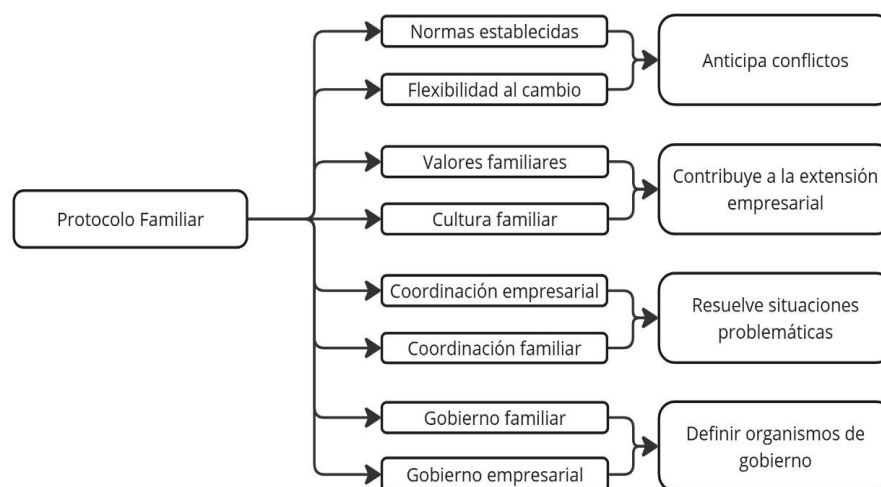 Protocolo Familiar
Normas establecidas
Flexibilidad al cambio
Anticipa conflictos
Valores familiares
Cultura familiar
Contribuye a la extensión
empresarial
Coordinación empresarial
Coordinación familiar
Resuelve situaciones
problemáticas
Gobierno familiar
Gobierno empresarial
Definir organismos de
gobierno